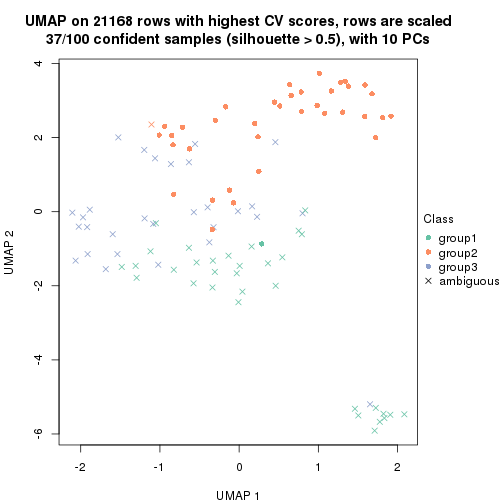 UMAP on 21168 rows with highest CV scores, rows are scaled
37/100 confident samples (silhouette > 0.5), with 10 PCs
4
2
0
-2
-4
-6
UMAP 2
-2
-1
0
1
2
UMAP 1
Class
group1
group2
group3
ambiguous